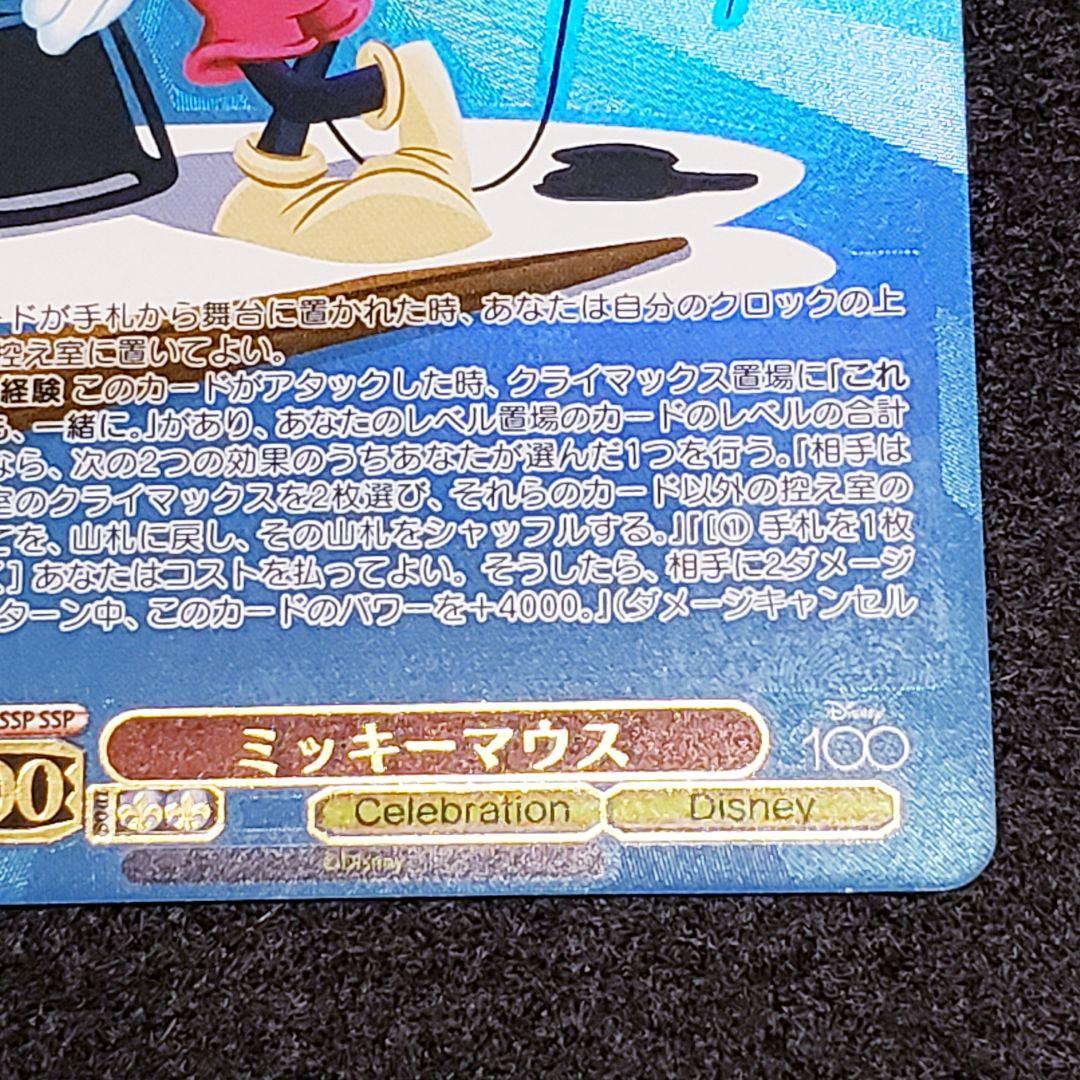 ドが手札から舞台に置かれた時、あなたは自分のクロックの上
控え室に置いてよい。
経験 このカードがアタックした時、クライマックス置場に「これ
、一緒に。」があり、あなたのレベル置場のカードのレベルの合計
なら、次の2つの効果のうちあなたが選んだ1つを行う。『相手は
室のクライマックスを2枚選び、それらのカード以外の控え室の
てを、山札に戻し、その山札をシャッフルする。』『[① 手札を1枚
] あなたはコストを払ってよい。そうしたら、相手に2ダメージ
ターン中、このカードのパワーを+4000。』(ダメージキャンセル
SSP SSP
00
ミッキーマウス
Disney
100
Soul
Celebration
Disney
©Disney